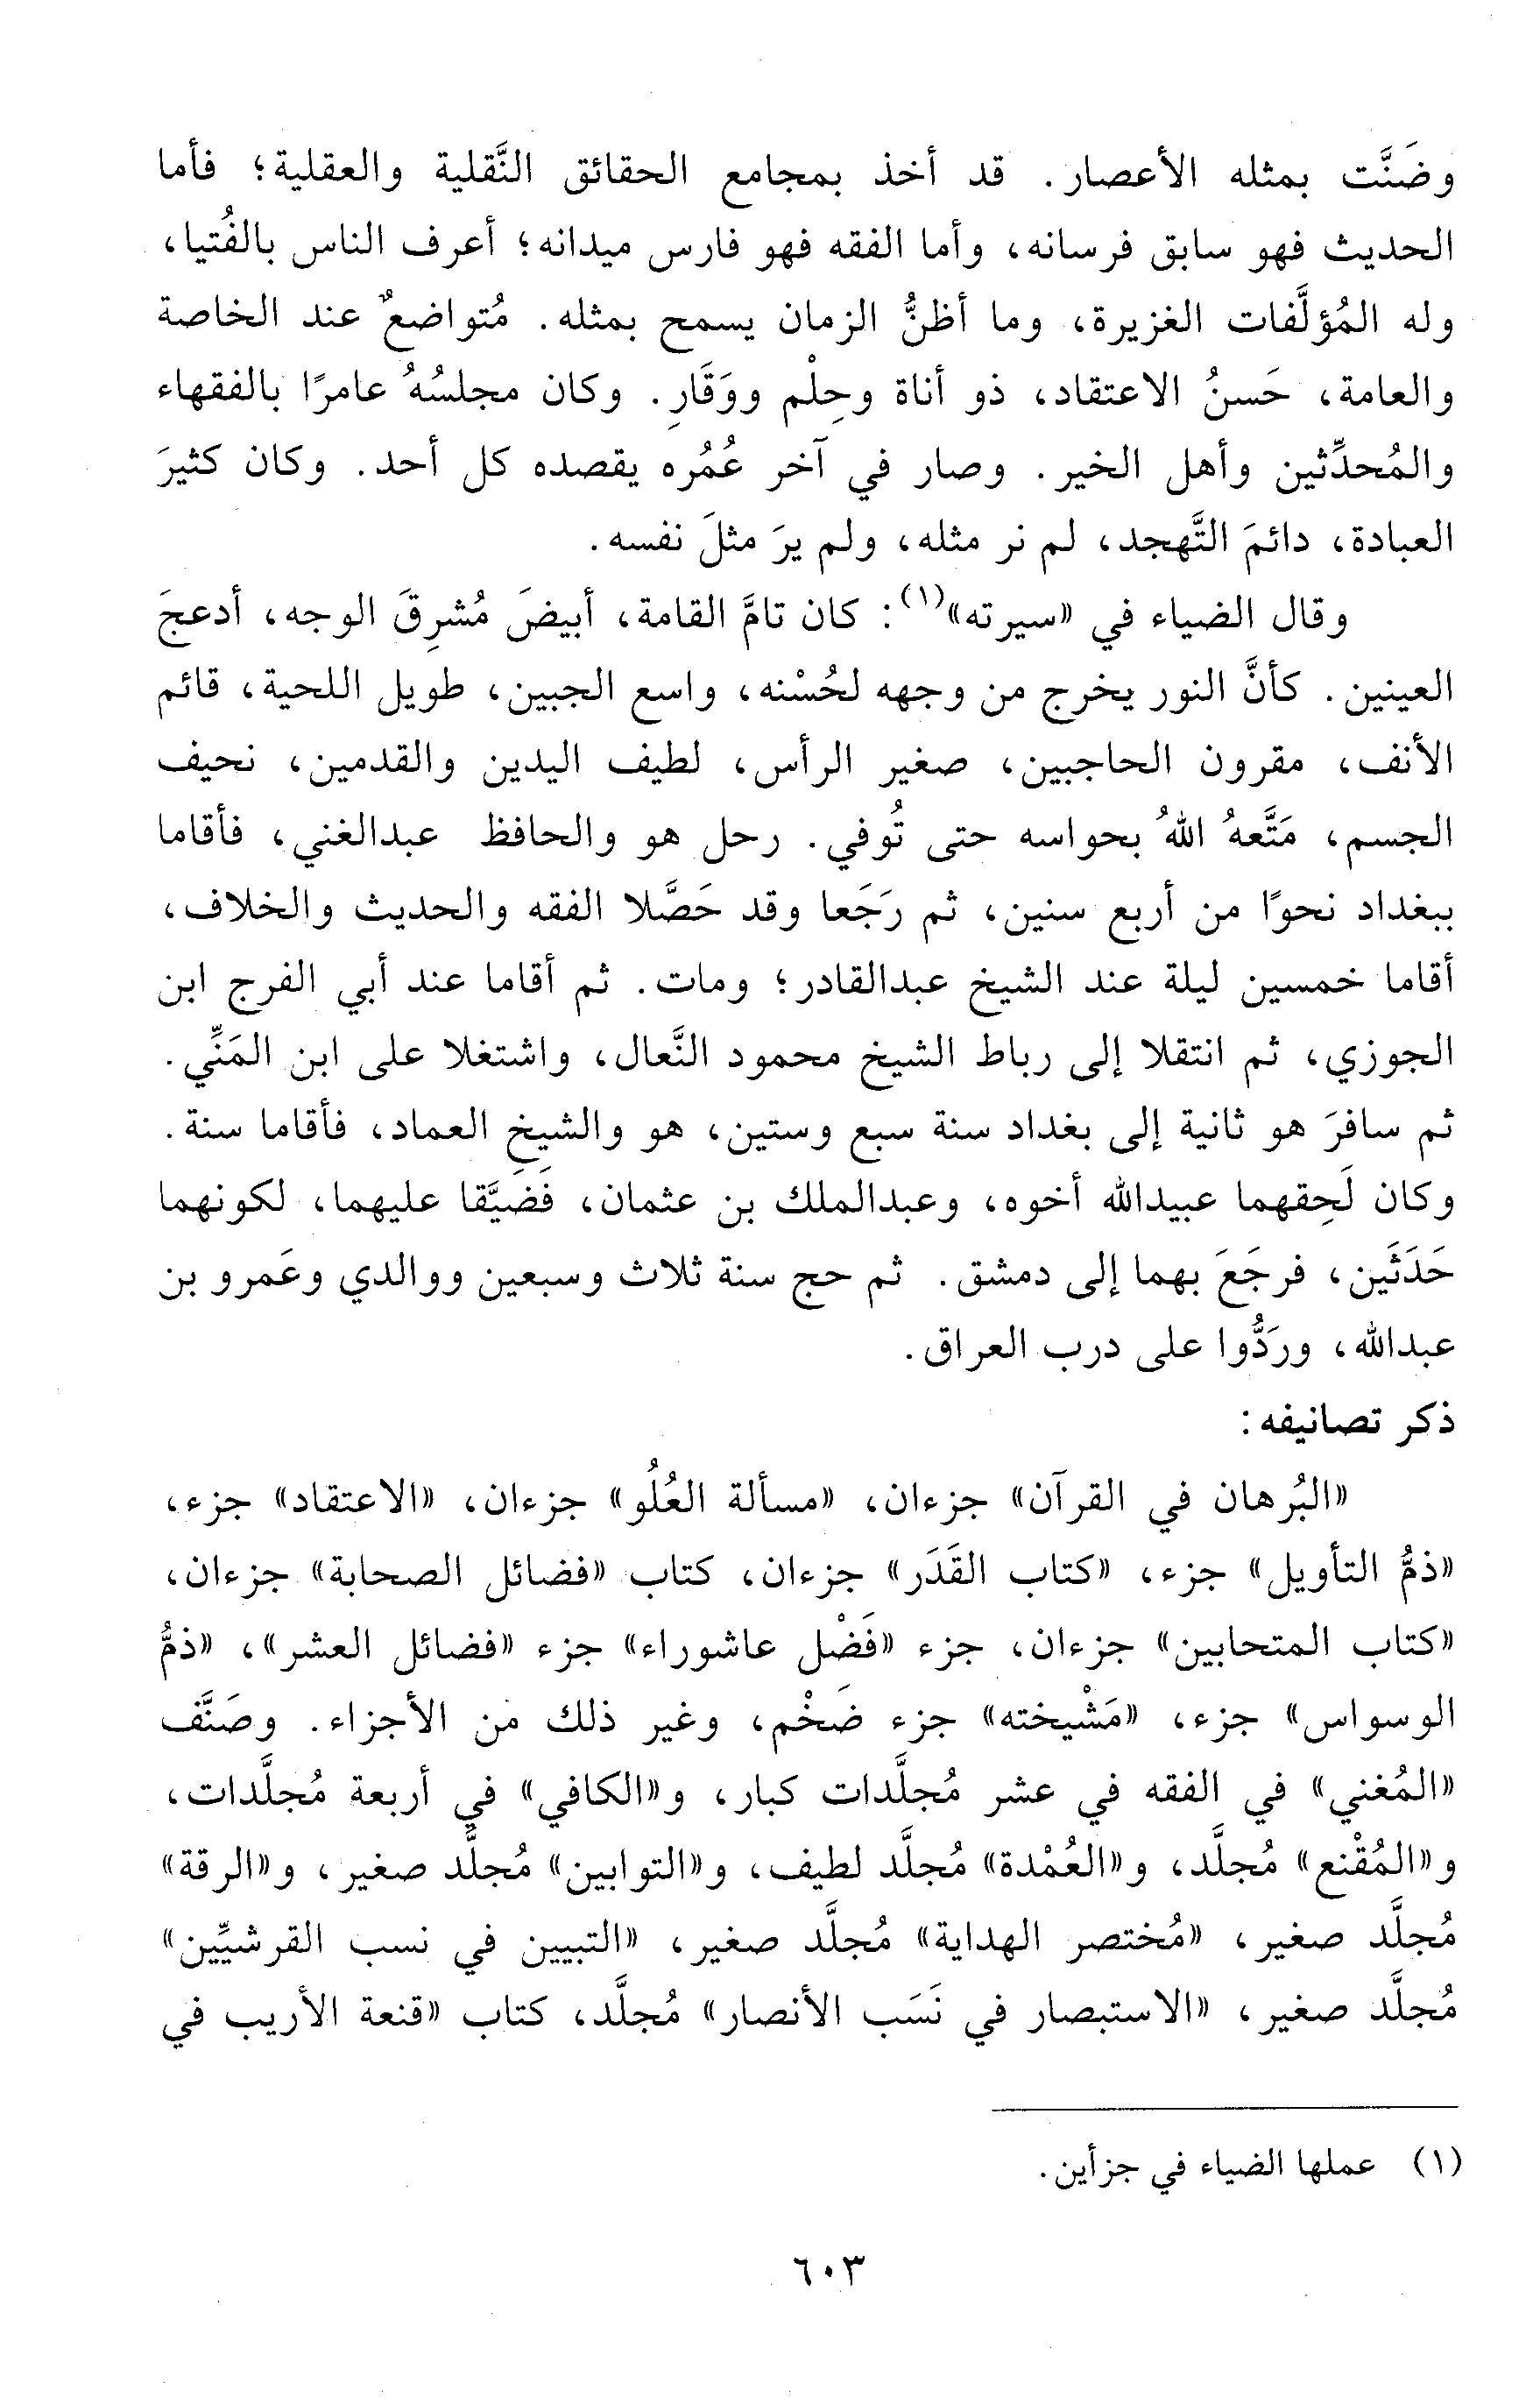 وضَنَّت بمثله الأعصار. قد أخذ بمجامع الحقائق النَّقلية والعقلية؛ فأما
الحديث فهو سابق فرسانه، وأما الفقه فهو فارس ميدانه؛ أعرف الناس بالفُتيا،
وله المُؤلَّفات الغزيرة، وما أظنُّ الزمان يسمح بمثله. مُتواضعٌ عند الخاصة
والعامة، حَسنُ الاعتقاد، ذو أناة وحِلْم ووَقَارِ. وكان مجلسُهُ عامرًا بالفقهاء
والمُحدِّثين وأهل الخير. وصار في آخر عُمُره يقصده كل أحد. وكان كثيرَ
العبادة، دائمَ التَّهجد، لم نر مثله، ولم يرَ مثلَ نفسه.
وقال الضياء في «سيرته»(١): كان تامَّ القامة، أبيضَ مُشرِقَ الوجه، أدعجَ
العينين. كأنَّ النور يخرج من وجهه لحُسْنه، واسع الجبين، طويل اللحية، قائم
الأنف، مقرون الحاجبين، صغير الرأس، لطيف اليدين والقدمين، نحيف
الجسم، مَتَّعهُ اللهُ بحواسه حتى تُوفي. رحل هو والحافظ عبدالغني، فأقاما
ببغداد نحوًا من أربع سنين، ثم رَجَعا وقد حَصَّلا الفقه والحديث والخلاف،
أقاما خمسين ليلة عند الشيخ عبدالقادر؛ ومات. ثم أقاما عند أبي الفرج ابن
الجوزي، ثم انتقلا إلى رباط الشيخ محمود النَّعال، واشتغلا على ابن المَنِّي.
ثم سافرَ هو ثانية إلى بغداد سنة سبع وستين، هو والشيخ العماد، فأقاما سنة.
وكان لَحِقهما عبيدالله أخوه، وعبدالملك بن عثمان، فَضَيَّقا عليهما، لكونهما
حَدَثَين، فرجَعَ بهما إلى دمشق. ثم حج سنة ثلاث وسبعين ووالدي وعَمرو بن
عبدالله، وردُّوا على درب العراق.
ذكر تصانيفه:
«البُرهان في القرآن» جزءان، «مسألة العُلُو» جزءان، «الاعتقاد» جزء،
«ذمُّ التأويل» جزء، «كتاب القَدَر» جزءان، كتاب «فضائل الصحابة» جزءان،
«كتاب المتحابين» جزءان، جزء «فَضْل عاشوراء» جزء «فضائل العشر»، «ذمُّ
الوسواس» جزء، «مَشْيخته» جزء ضَخْم، وغير ذلك من الأجزاء. وصَنَّف
«المُغني» في الفقه في عشر مُجلَّدات كبار، و«الكافي» في أربعة مُجلَّدات،
و«المُقْنع» مُجلَّد، و«العُمْدة» مُجلَّد لطيف، و«التوابين» مُجلَّد صغير، و«الرقة»
مُجلَّد صغير، «مُختصر الهداية» مُجلَّد صغير، «التبيين في نسب القرشيِّين»
مُجلَّد صغير، «الاستبصار في نَسَب الأنصار» مُجلَّد، كتاب «قنعة الأريب في
(١) عملها الضياء في جزأين.
٦٠٣